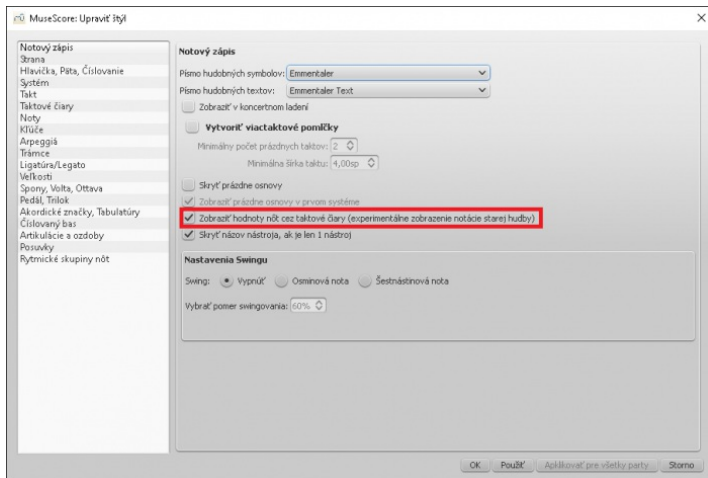 MuseScore: Upraviť štýl
Notový zápis
Strana
Hlavička, Päta, Číslovanie
Systém
Takt
Taktové čiary
Noty
Kľúče
Arpeggiá
Trámce
Ligatúra/Legato
Veľkosti
Spony, Volta, Ottava
Pedál, Trilok
Akordické značky, Tabulatúry
Číslovaný bas
Artikulácie a ozdoby
Posuvky
Rytmické skupiny nôt
Notový zápis
Písmo hudobných symbolov: Emmentaler
Písmo hudobných textov: Emmentaler Text
Zobraziť v koncertnom ladení
Vytvoriť viactaktové pomlčky
Minimálny počet prázdnych taktov: 2
Minimálna šírka taktu: 4,00sp
Skryť prázdne osnovy
Zobraziť prázdne osnovy v prvom systéme
Zobraziť hodnoty nôt cez taktové čiary (experimentálne zobrazenie notácie starej hudby)
Skryť názov nástroja, ak je len 1 nástroj
Nastavenia Swingu
Swing: Vypnúť Osminová nota Šestnástinová nota
Vybrať pomer swingovania: 60%
OK Použiť Aplikovať pre všetky party Storno